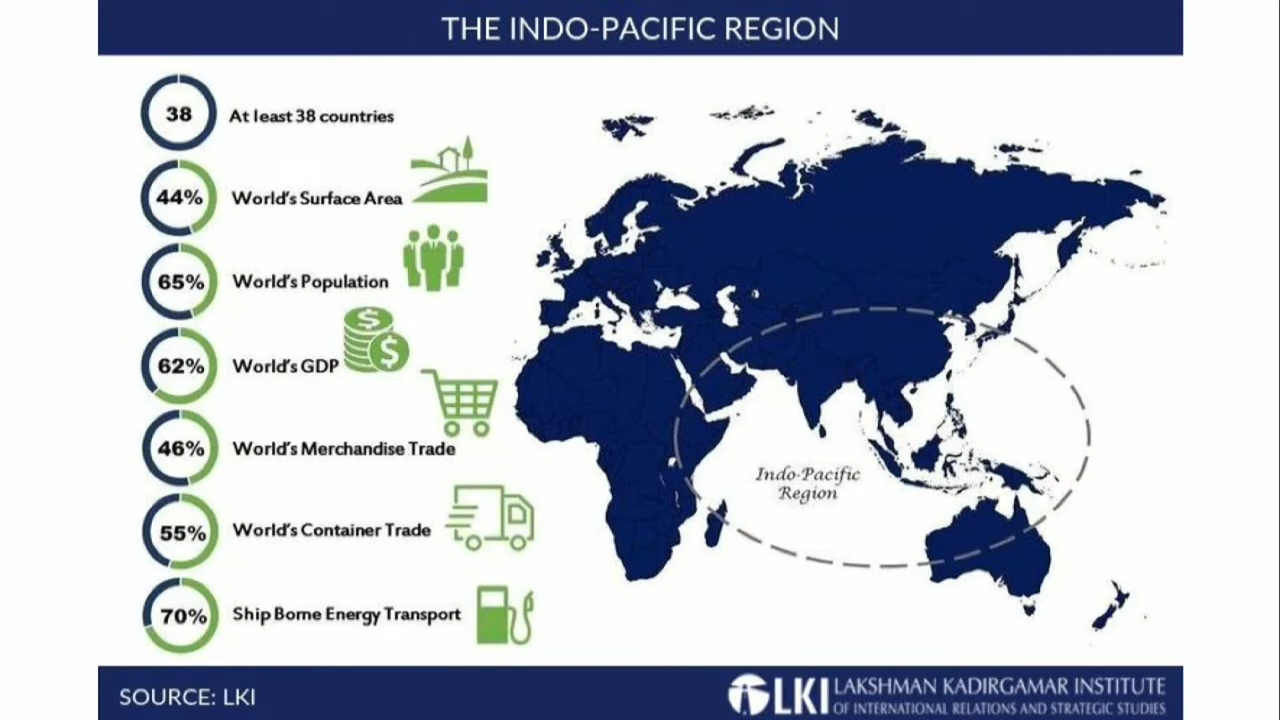 THE INDO-PACIFIC REGION
38
At least 38 countries
44%
World's Surface Area
65%
World's Population
$
$
62%
World's GDP
46%
World's Merchandise Trade
55%
World's Container Trade
70%
Ship Borne Energy Transport
Indo-Pacific
Region
SOURCE: LKI
LKI
LAKSHMAN KADIRGAMAR INSTITUTE
OF INTERNATIONAL RELATIONS AND STRATEGIC STUDIES